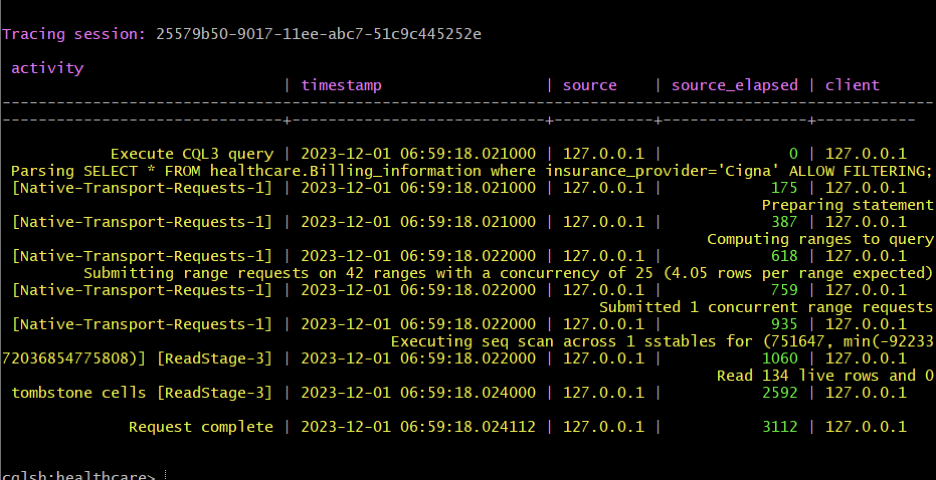 Tracing session: 25579b50-9017-11ee-abc7-51c9c445252e
activity
| timestamp | source | source_elapsed | client
--------------------------------------------------------------------------------------------------------
-------------------------------+----------------------------+------------+----------------+-----------
Execute CQL3 query | 2023-12-01 06:59:18.021000 | 127.0.0.1 | 0 | 127.0.0.1
Parsing SELECT * FROM healthcare.Billing_information where insurance_provider='Cigna' ALLOW FILTERING;
[Native-Transport-Requests-1] | 2023-12-01 06:59:18.021000 | 127.0.0.1 | 175 | 127.0.0.1
Preparing statement
[Native-Transport-Requests-1] | 2023-12-01 06:59:18.021000 | 127.0.0.1 | 387 | 127.0.0.1
Computing ranges to query
[Native-Transport-Requests-1] | 2023-12-01 06:59:18.022000 | 127.0.0.1 | 618 | 127.0.0.1
Submitting range requests on 42 ranges with a concurrency of 25 (4.05 rows per range expected)
[Native-Transport-Requests-1] | 2023-12-01 06:59:18.022000 | 127.0.0.1 | 759 | 127.0.0.1
Submitted 1 concurrent range requests
[Native-Transport-Requests-1] | 2023-12-01 06:59:18.022000 | 127.0.0.1 | 935 | 127.0.0.1
Executing seq scan across 1 sstables for (751647, min(-92233
72036854775808)] [ReadStage-3] | 2023-12-01 06:59:18.022000 | 127.0.0.1 | 1060 | 127.0.0.1
Read 134 live rows and 0
tombstone cells [ReadStage-3] | 2023-12-01 06:59:18.024000 | 127.0.0.1 | 2592 | 127.0.0.1
Request complete | 2023-12-01 06:59:18.024112 | 127.0.0.1 | 3112 | 127.0.0.1
cqlsh:healthcare>